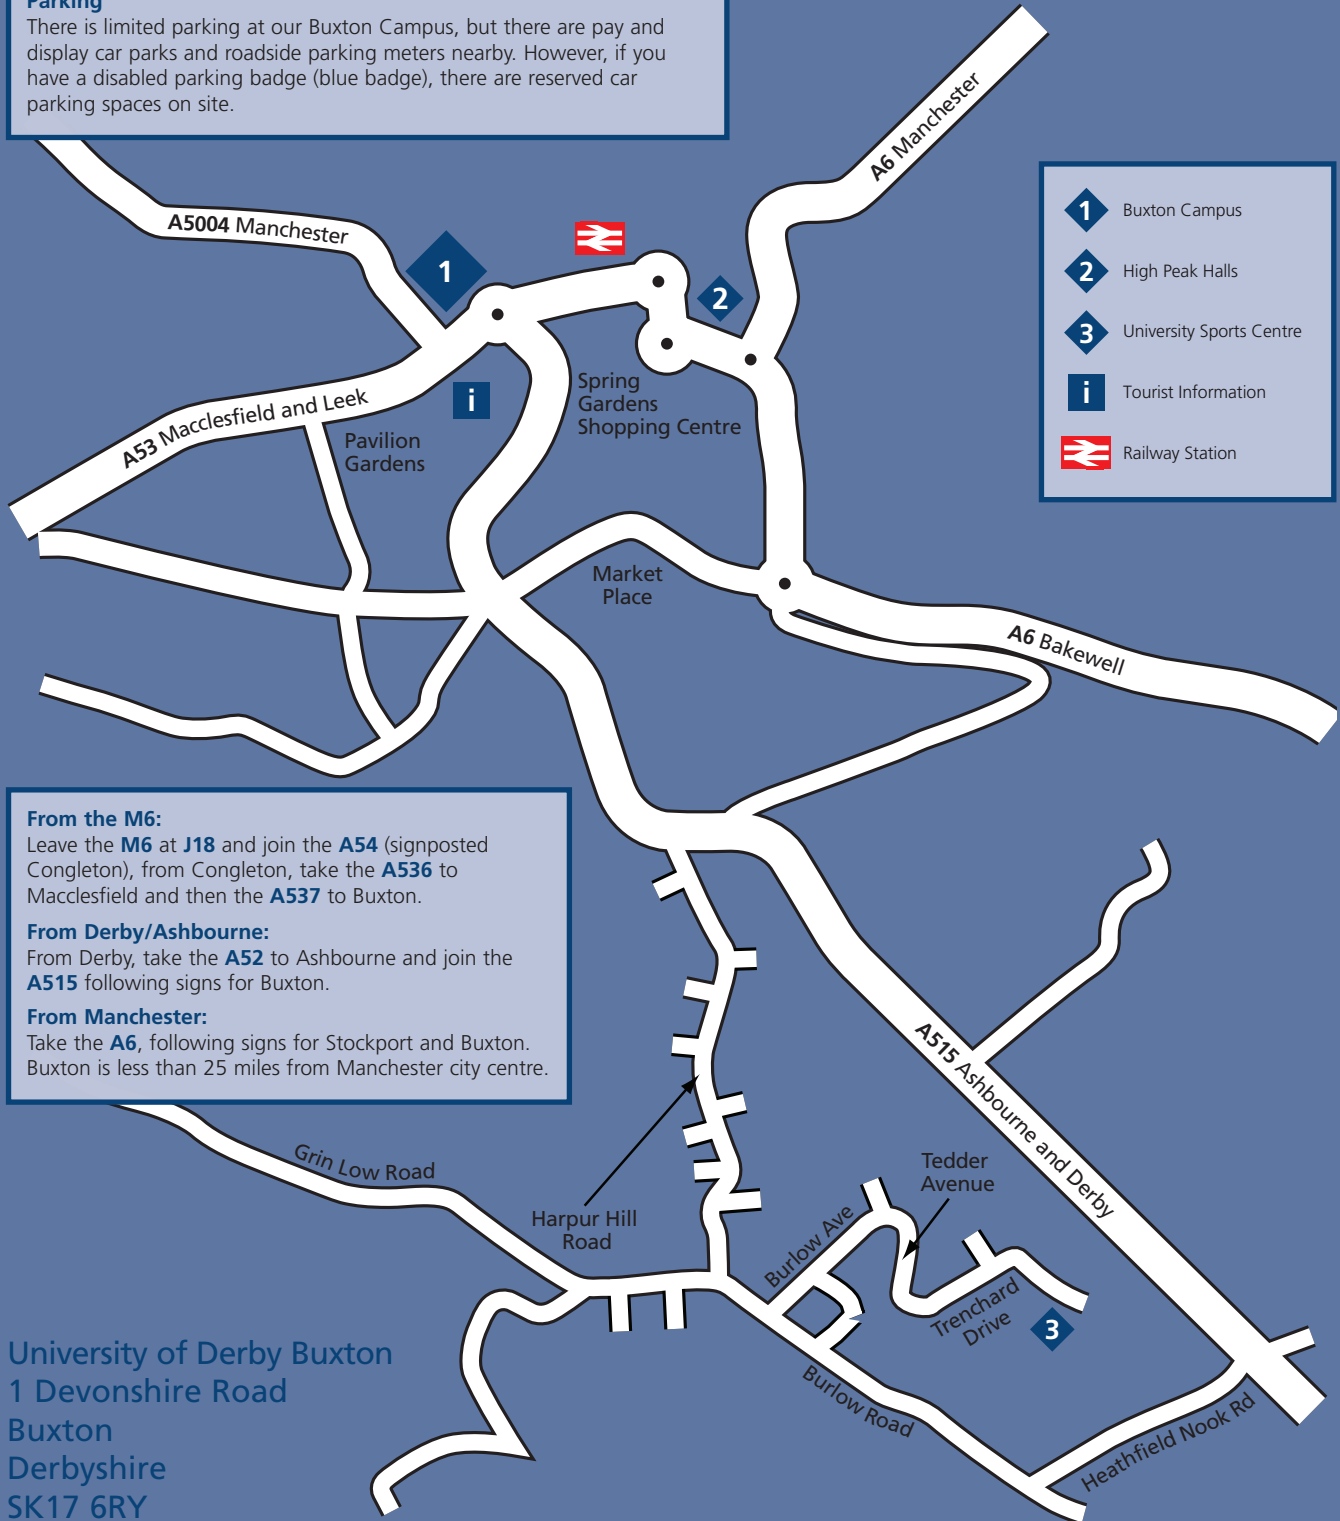 Parking
There is limited parking at our Buxton Campus, but there are pay and
display car parks and roadside parking meters nearby. However, if you
have a disabled parking badge (blue badge), there are reserved car
parking spaces on site.
A6 Manchester
1 Buxton Campus
2 High Peak Halls
3 University Sports Centre
i Tourist Information
Railway Station
A5004 Manchester
1
2
i
A53 Macclesfield and Leek
Spring
Gardens
Shopping Centre
Pavilion
Gardens
Market
Place
A6 Bakewell
From the M6:
Leave the M6 at J18 and join the A54 (signposted
Congleton), from Congleton, take the A536 to
Macclesfield and then the A537 to Buxton.
From Derby/Ashbourne:
From Derby, take the A52 to Ashbourne and join the
A515 following signs for Buxton.
From Manchester:
Take the A6, following signs for Stockport and Buxton.
Buxton is less than 25 miles from Manchester city centre.
A515 Ashbourne and Derby
Grin Low Road
Harpur Hill
Road
Tedder
Avenue
Burlow Ave
Trenchard
Drive
3
Burlow Road
Heathfield Nook Rd
University of Derby Buxton
1 Devonshire Road
Buxton
Derbyshire
SK17 6RY